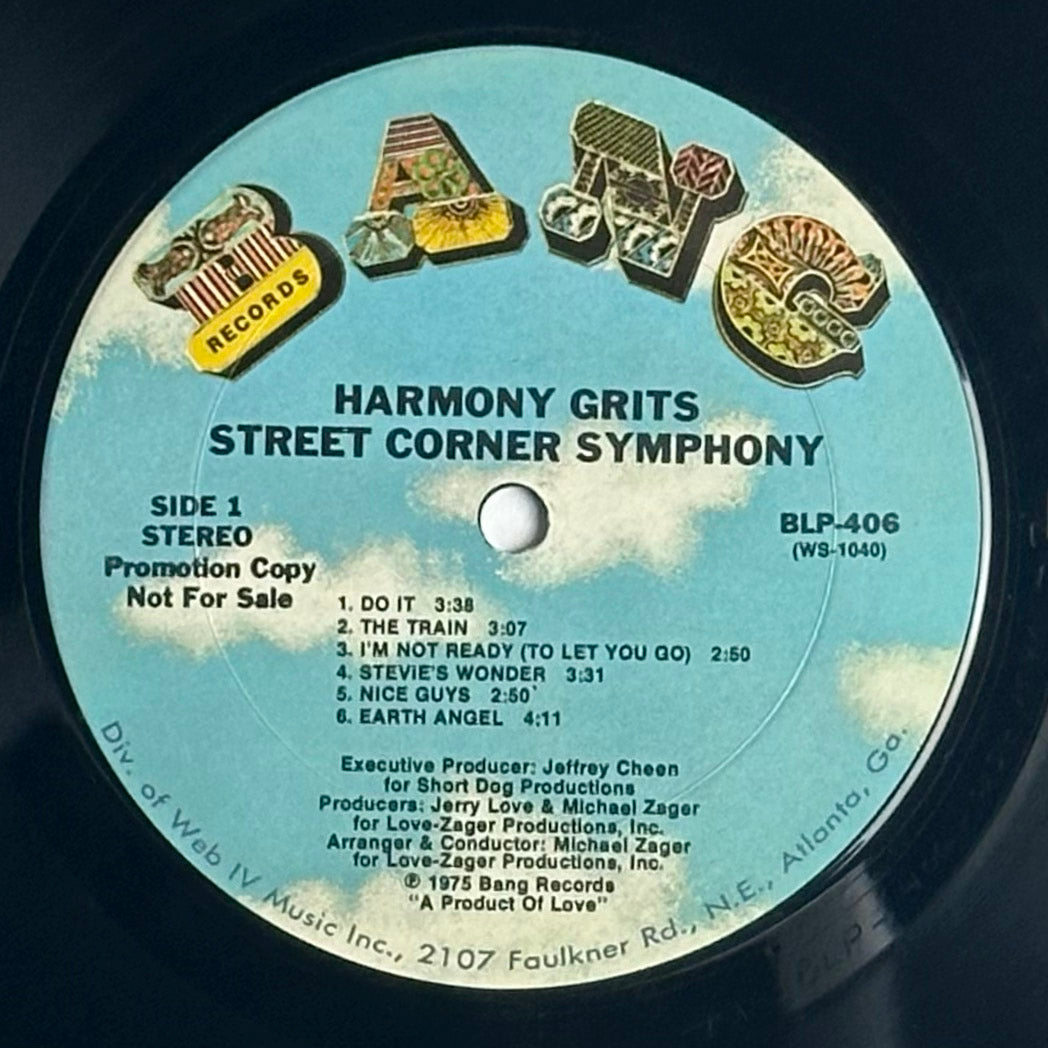 BANG
RECORDS
HARMONY GRITS
STREET CORNER SYMPHONY
SIDE 1
STEREO
Promotion Copy
Not For Sale
BLP-406
(WS-1040)
1. DO IT 3:38
2. THE TRAIN 3:07
3. I'M NOT READY (TO LET YOU GO) 2:50
4. STEVIE'S WONDER 3:31
5. NICE GUYS 2:50
6. EARTH ANGEL 4:11
Executive Producer: Jeffrey Cheen
for Short Dog Productions
Producers: Jerry Love & Michael Zager
for Love-Zager Productions, Inc.
Arranger & Conductor: Michael Zager
for Love-Zager Productions, Inc.
℗ 1975 Bang Records
"A Product Of Love"
Div. of Web IV Music Inc., 2107 Faulkner Rd., N.E., Atlanta, Ga.